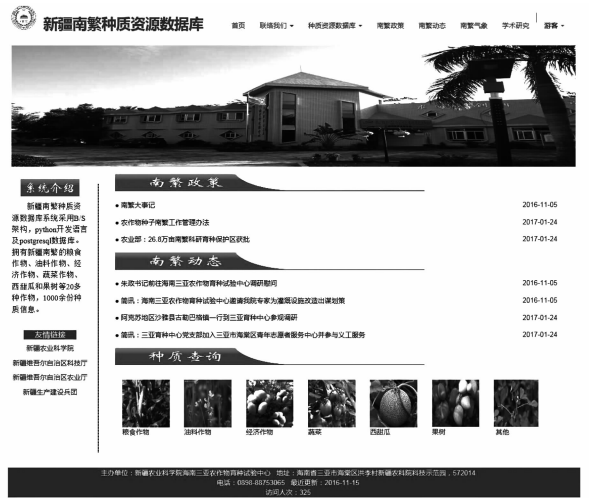 新疆南繁种质资源数据库
首页 联络我们 种质资源数据库 南繁政策 南繁动态 南繁气象 学术研究 游客
系统介绍
新疆南繁种质资
源数据库系统采用B/S
架构，python开发语言
及postgresql数据库。
拥有新疆南繁的粮食
作物、油料作物、经
济作物、蔬菜作物、
西甜瓜和果树等20多
种作物，1000余份种
质信息。
友情链接
新疆农业科学院
新疆维吾尔自治区科技厅
新疆维吾尔自治区农业厅
新疆生产建设兵团
南繁政策
• 南繁大事记 2016-11-05
• 农作物种子南繁工作管理办法 2017-01-24
• 农业部：26.8万亩南繁科研育种保护区获批 2017-01-24
南繁动态
• 朱政书记前往海南三亚农作物育种试验中心调研慰问 2016-11-05
• 简讯：海南三亚农作物育种试验中心邀请我院专家为灌溉设施改造出谋划策 2016-11-05
• 阿克苏地区沙雅县古勒巴格镇一行到三亚育种中心参观调研 2017-01-24
• 简讯：三亚育种中心党支部加入三亚市海棠区青年志愿者服务中心并参与义工服务 2017-01-24
种质查询
粮食作物 油料作物 经济作物 蔬菜 西甜瓜 果树 其他
主办单位：新疆农业科学院海南三亚农作物育种试验中心 地址：海南省三亚市海棠区洪李村新疆农科院科技示范园，572014
电话：0898-88753065 最近更新：2016-11-15
访问人次：325